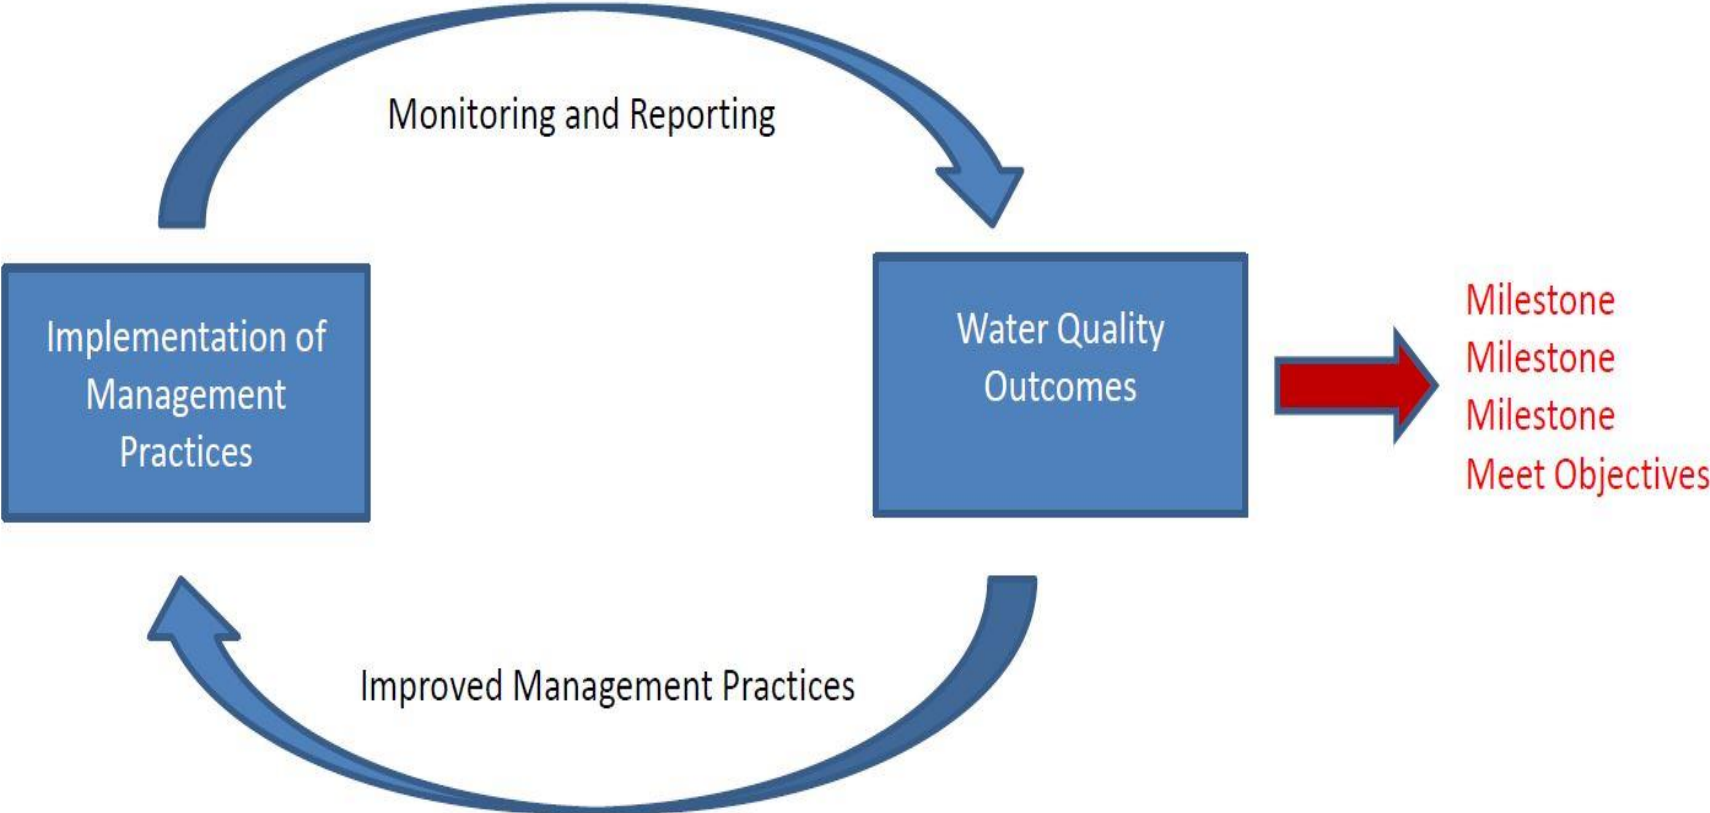 Monitoring and Reporting
Implementation of
Management
Practices
Water Quality
Outcomes
Milestone
Milestone
Milestone
Meet Objectives
Improved Management Practices